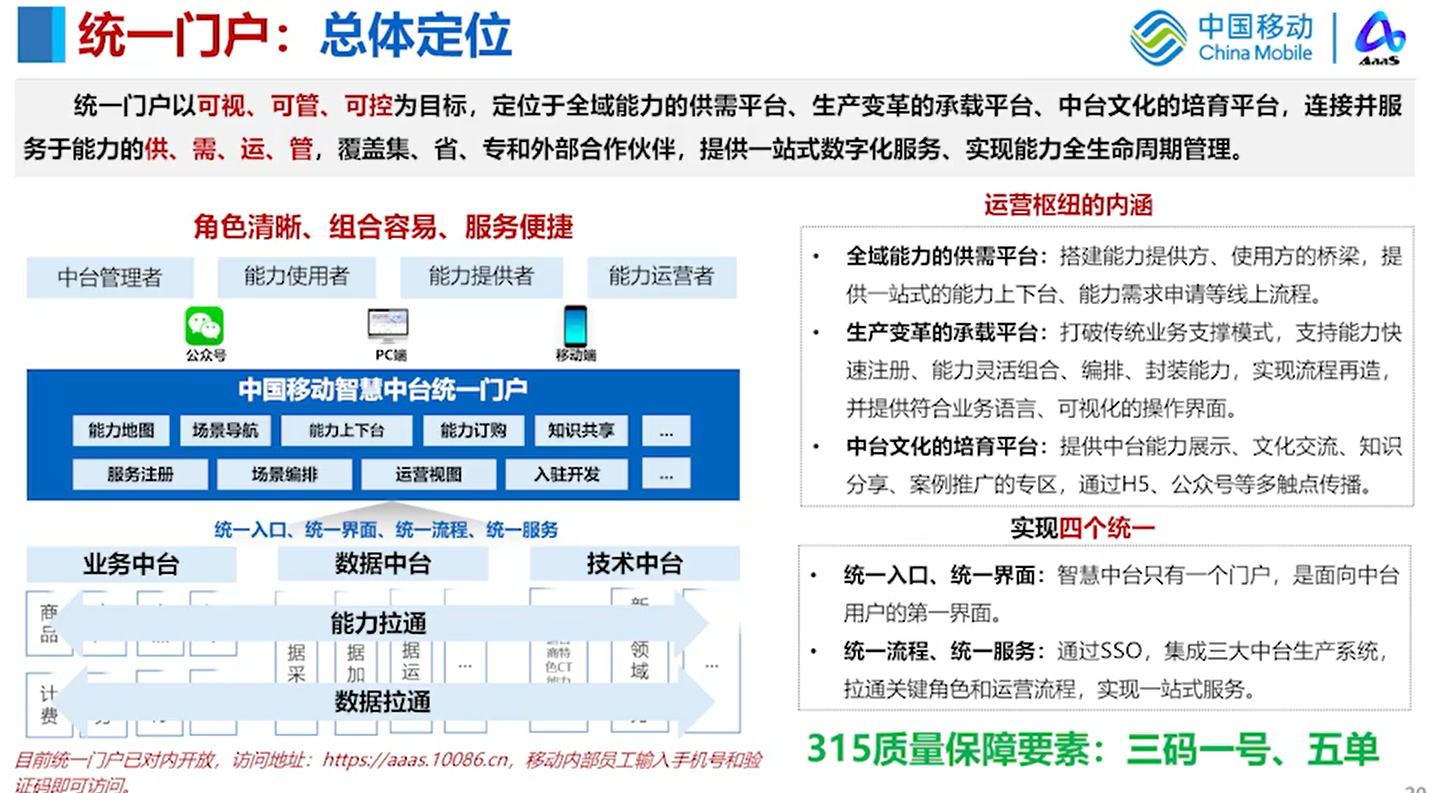 统一门户：总体定位
中国移动
China Mobile
AaaS
统一门户以可视、可管、可控为目标，定位于全域能力的供需平台、生产变革的承载平台、中台文化的培育平台，连接并服
务于能力的供、需、运、管，覆盖集、省、专和外部合作伙伴，提供一站式数字化服务、实现能力全生命周期管理。
角色清晰、组合容易、服务便捷
中台管理者 能力使用者 能力提供者 能力运营者
公众号 PC端 移动端
中国移动智慧中台统一门户
能力地图 场景导航 能力上下台 能力订购 知识共享 ...
服务注册 场景编排 运营视图 入驻开发 ...
统一入口、统一界面、统一流程、统一服务
业务中台 数据中台 技术中台
商品
能力拉通
据采 据加 据运 ... 商特色CT 领域 ...
计费
数据拉通
目前统一门户已对内开放，访问地址：https://aaas.10086.cn，移动内部员工输入手机号和验
证码即可访问。
运营枢纽的内涵
• 全域能力的供需平台：搭建能力提供方、使用方的桥梁，提
供一站式的能力上下台、能力需求申请等线上流程。
• 生产变革的承载平台：打破传统业务支撑模式，支持能力快
速注册、能力灵活组合、编排、封装能力，实现流程再造，
并提供符合业务语言、可视化的操作界面。
• 中台文化的培育平台：提供中台能力展示、文化交流、知识
分享、案例推广的专区，通过H5、公众号等多触点传播。
实现四个统一
• 统一入口、统一界面：智慧中台只有一个门户，是面向中台
用户的第一界面。
• 统一流程、统一服务：通过SSO，集成三大中台生产系统，
拉通关键角色和运营流程，实现一站式服务。
315质量保障要素：三码一号、五单